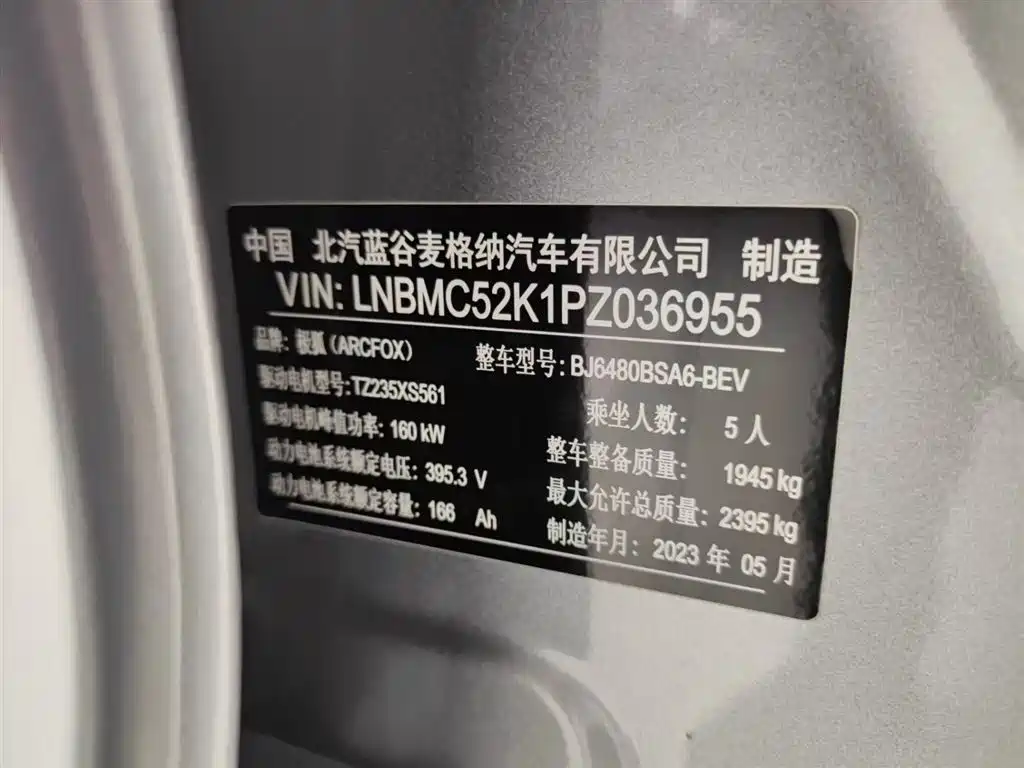 中国 北汽蓝谷麦格纳汽车有限公司 制造
VIN: LNBMC52K1PZ036955
品牌: 极狐 (ARCFOX)
整车型号: BJ6480BSA6-BEV
驱动电机型号: TZ235XS561
乘坐人数: 5 人
驱动电机峰值功率: 160 kW
整车整备质量: 1945 kg
动力电池系统额定电压: 395.3 V
最大允许总质量: 2395 kg
动力电池系统额定容量: 166 Ah
制造年月: 2023 年 05 月